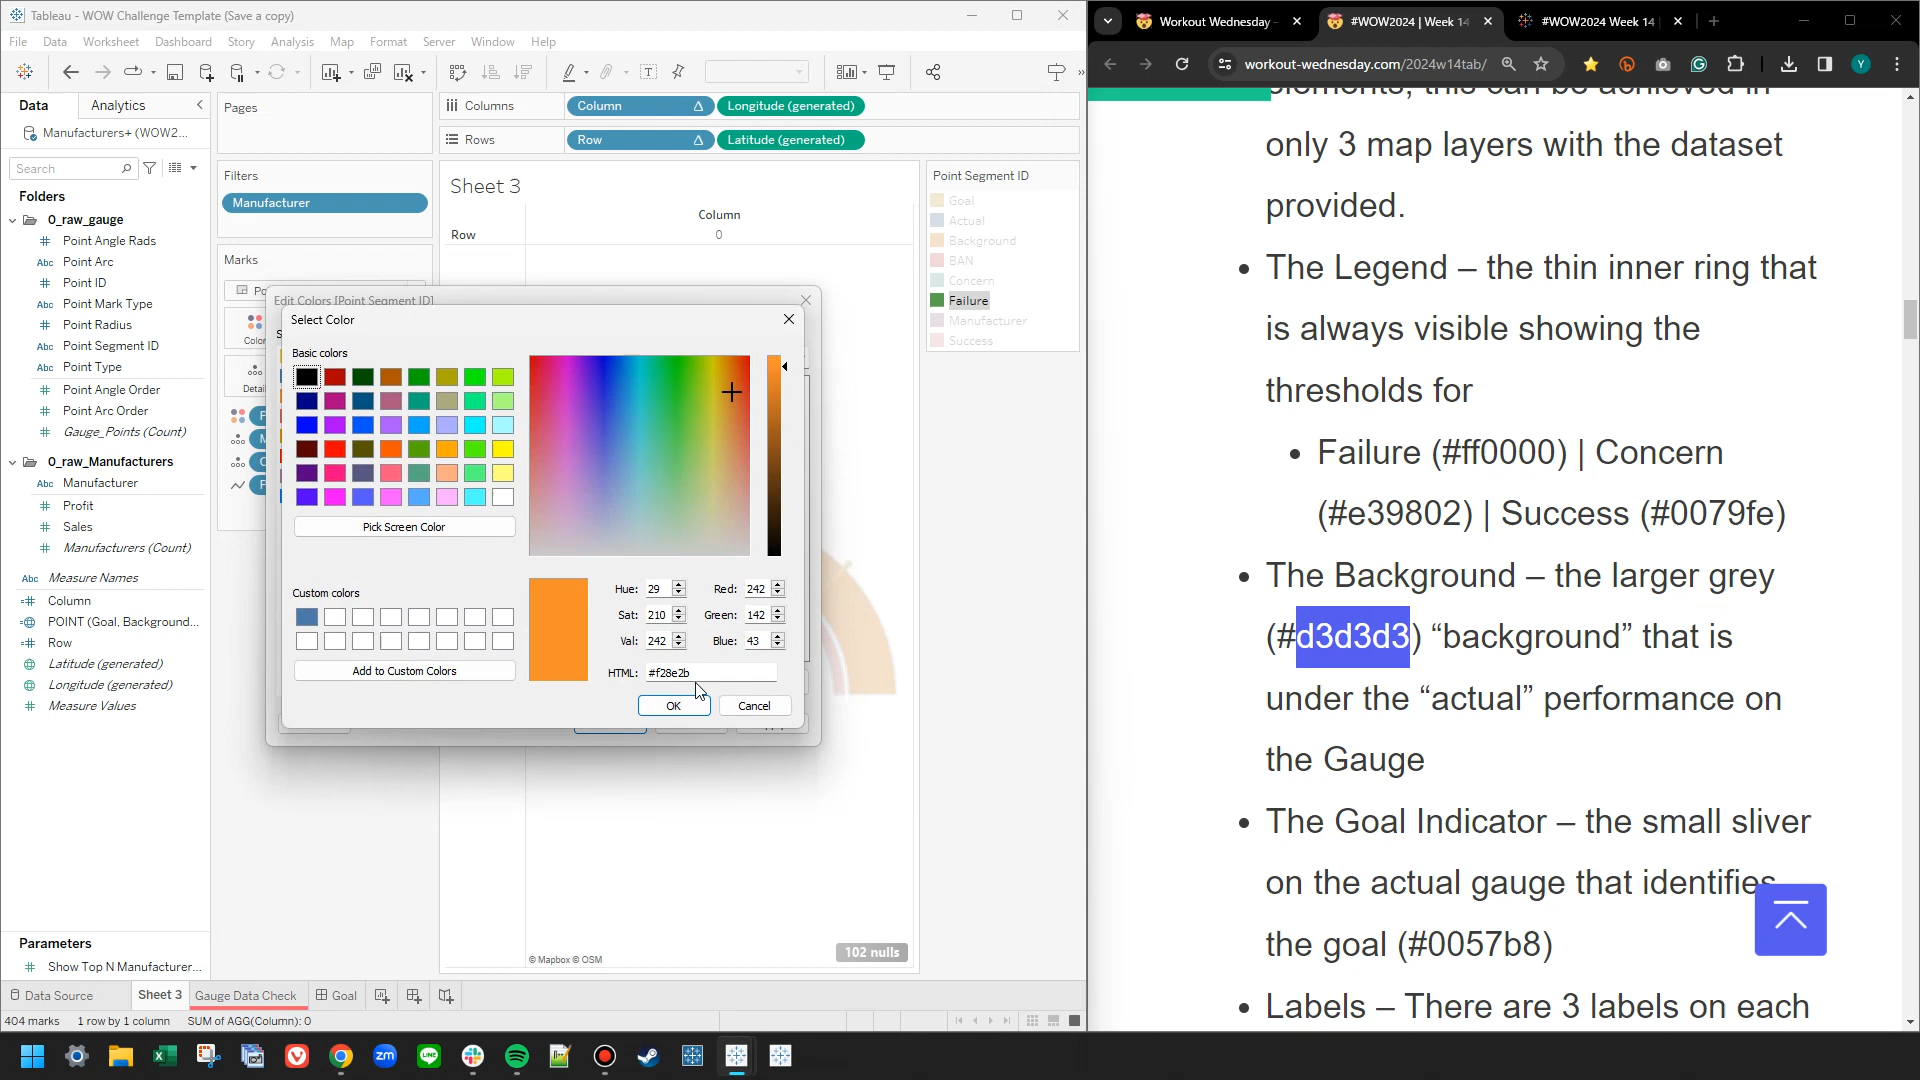 Tableau - WOW Challenge Template (Save a copy)
File Data Worksheet Dashboard Story Analysis Map Format Server Window Help
Data Analytics
Manufacturers+ (WOW2...
Search
Folders
0_raw_gauge
# Point Angle Rads
Abc Point Arc
# Point ID
Abc Point Mark Type
# Point Radius
Abc Point Segment ID
Abc Point Type
# Point Angle Order
# Point Arc Order
# Gauge_Points (Count)
0_raw_Manufacturers
Abc Manufacturer
# Profit
# Sales
# Manufacturers (Count)
Abc Measure Names
Column
POINT (Goal, Background...
Row
Latitude (generated)
Longitude (generated)
# Measure Values
Parameters
# Show Top N Manufacturer...
Pages
Filters
Manufacturer
Marks
Columns
Column
Longitude (generated)
Rows
Row
Latitude (generated)
Sheet 3
Column
Row
0
Point Segment ID
Goal
Actual
Background
BAN
Concern
Failure
Manufacturer
Success
Edit Colors [Point Segment ID]
Select Color
Basic colors
Pick Screen Color
Custom colors
Add to Custom Colors
Hue: 29
Red: 242
Sat: 210
Green: 142
Val: 242
Blue: 43
HTML: #f28e2b
OK
Cancel
© Mapbox © OSM
102 nulls
Data Source
Sheet 3
Gauge Data Check
Goal
404 marks
1 row by 1 column
SUM of AGG(Column): 0
Workout Wednesday
#WOW2024 | Week 14
#WOW2024 Week 14
workout-wednesday.com/2024w14tab/
Y
elements, this can be achieved in
only 3 map layers with the dataset
provided.
• The Legend – the thin inner ring that
is always visible showing the
thresholds for
• Failure (#ff0000) | Concern
(#e39802) | Success (#0079fe)
• The Background – the larger grey
(#d3d3d3) “background” that is
under the “actual” performance on
the Gauge
• The Goal Indicator – the small sliver
on the actual gauge that identifies
the goal (#0057b8)
• Labels – There are 3 labels on each